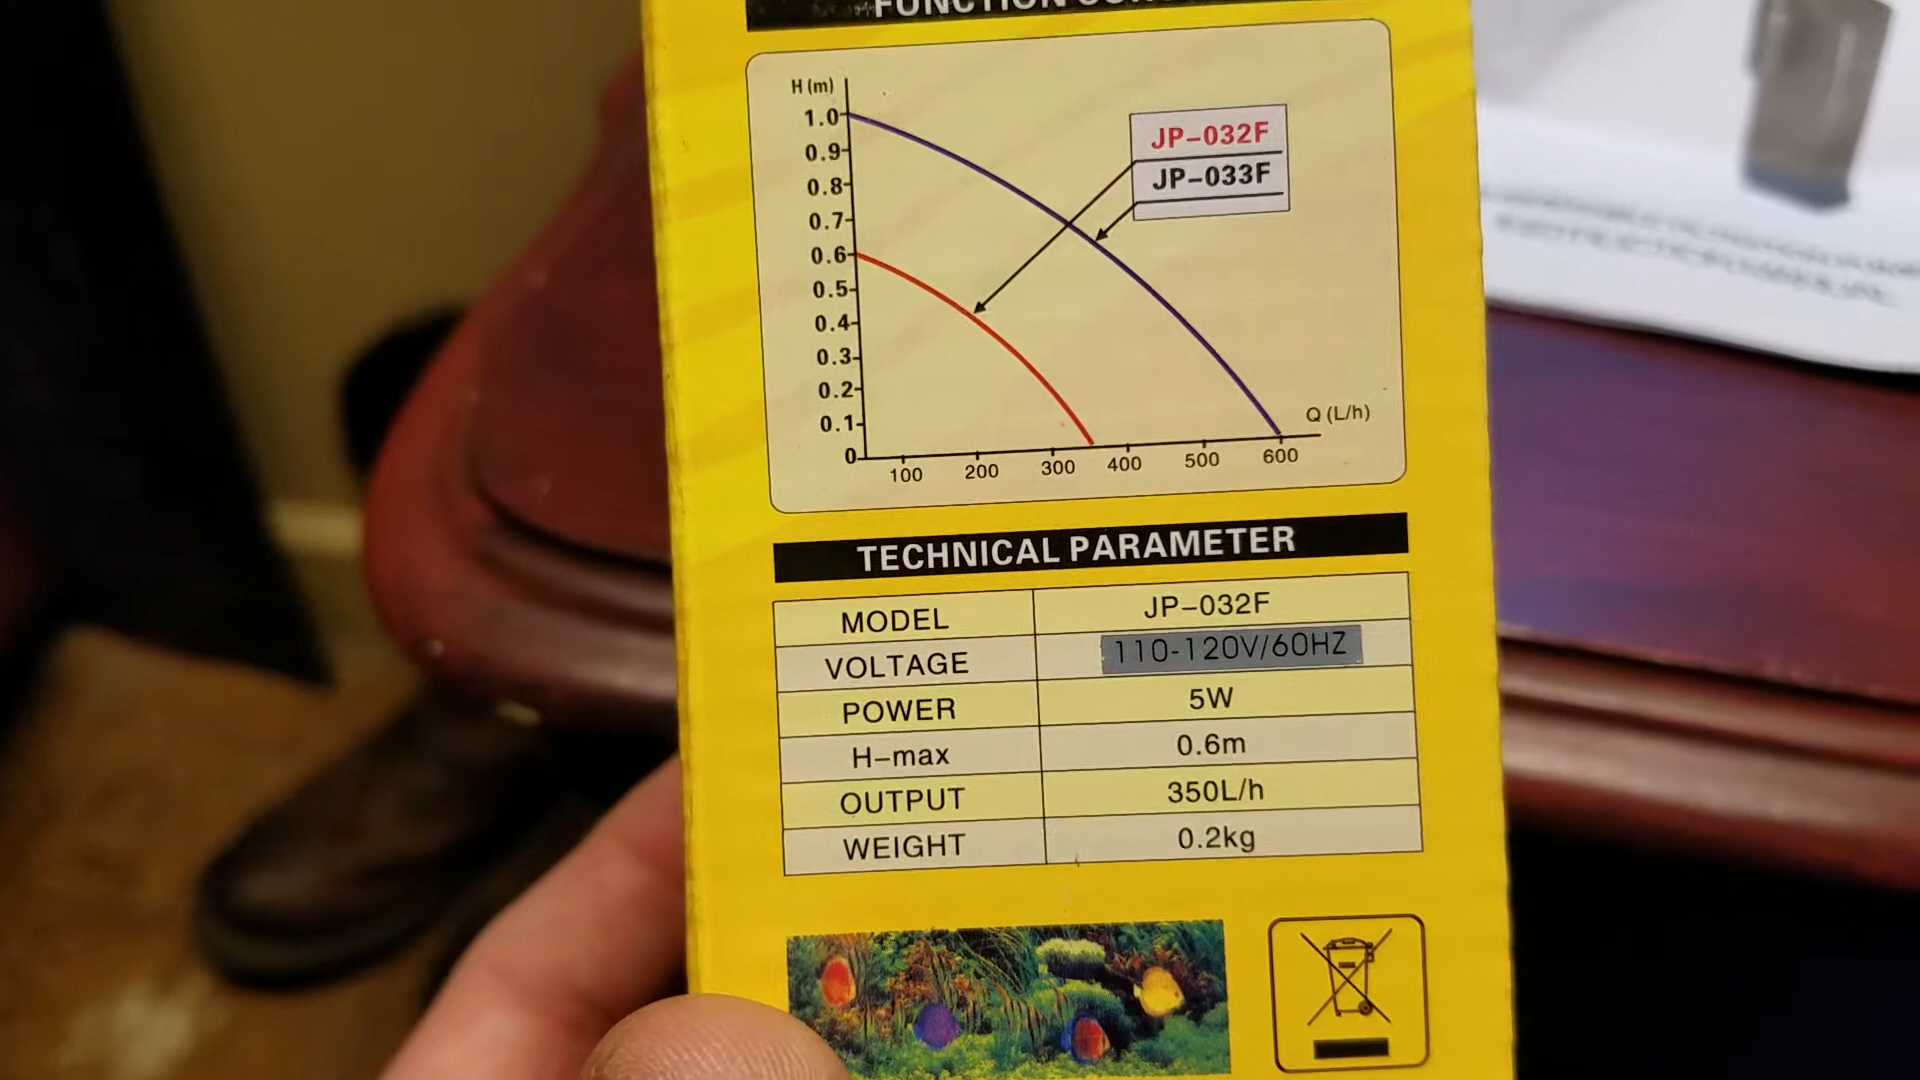 FUNCTION
H (m)
1.0
0.9
0.8
0.7
0.6
0.5
0.4
0.3
0.2
0.1
0
JP-032F
JP-033F
Q (L/h)
100 200 300 400 500 600
TECHNICAL PARAMETER
MODEL JP-032F
VOLTAGE 110-120V/60HZ
POWER 5W
H-max 0.6m
OUTPUT 350L/h
WEIGHT 0.2kg